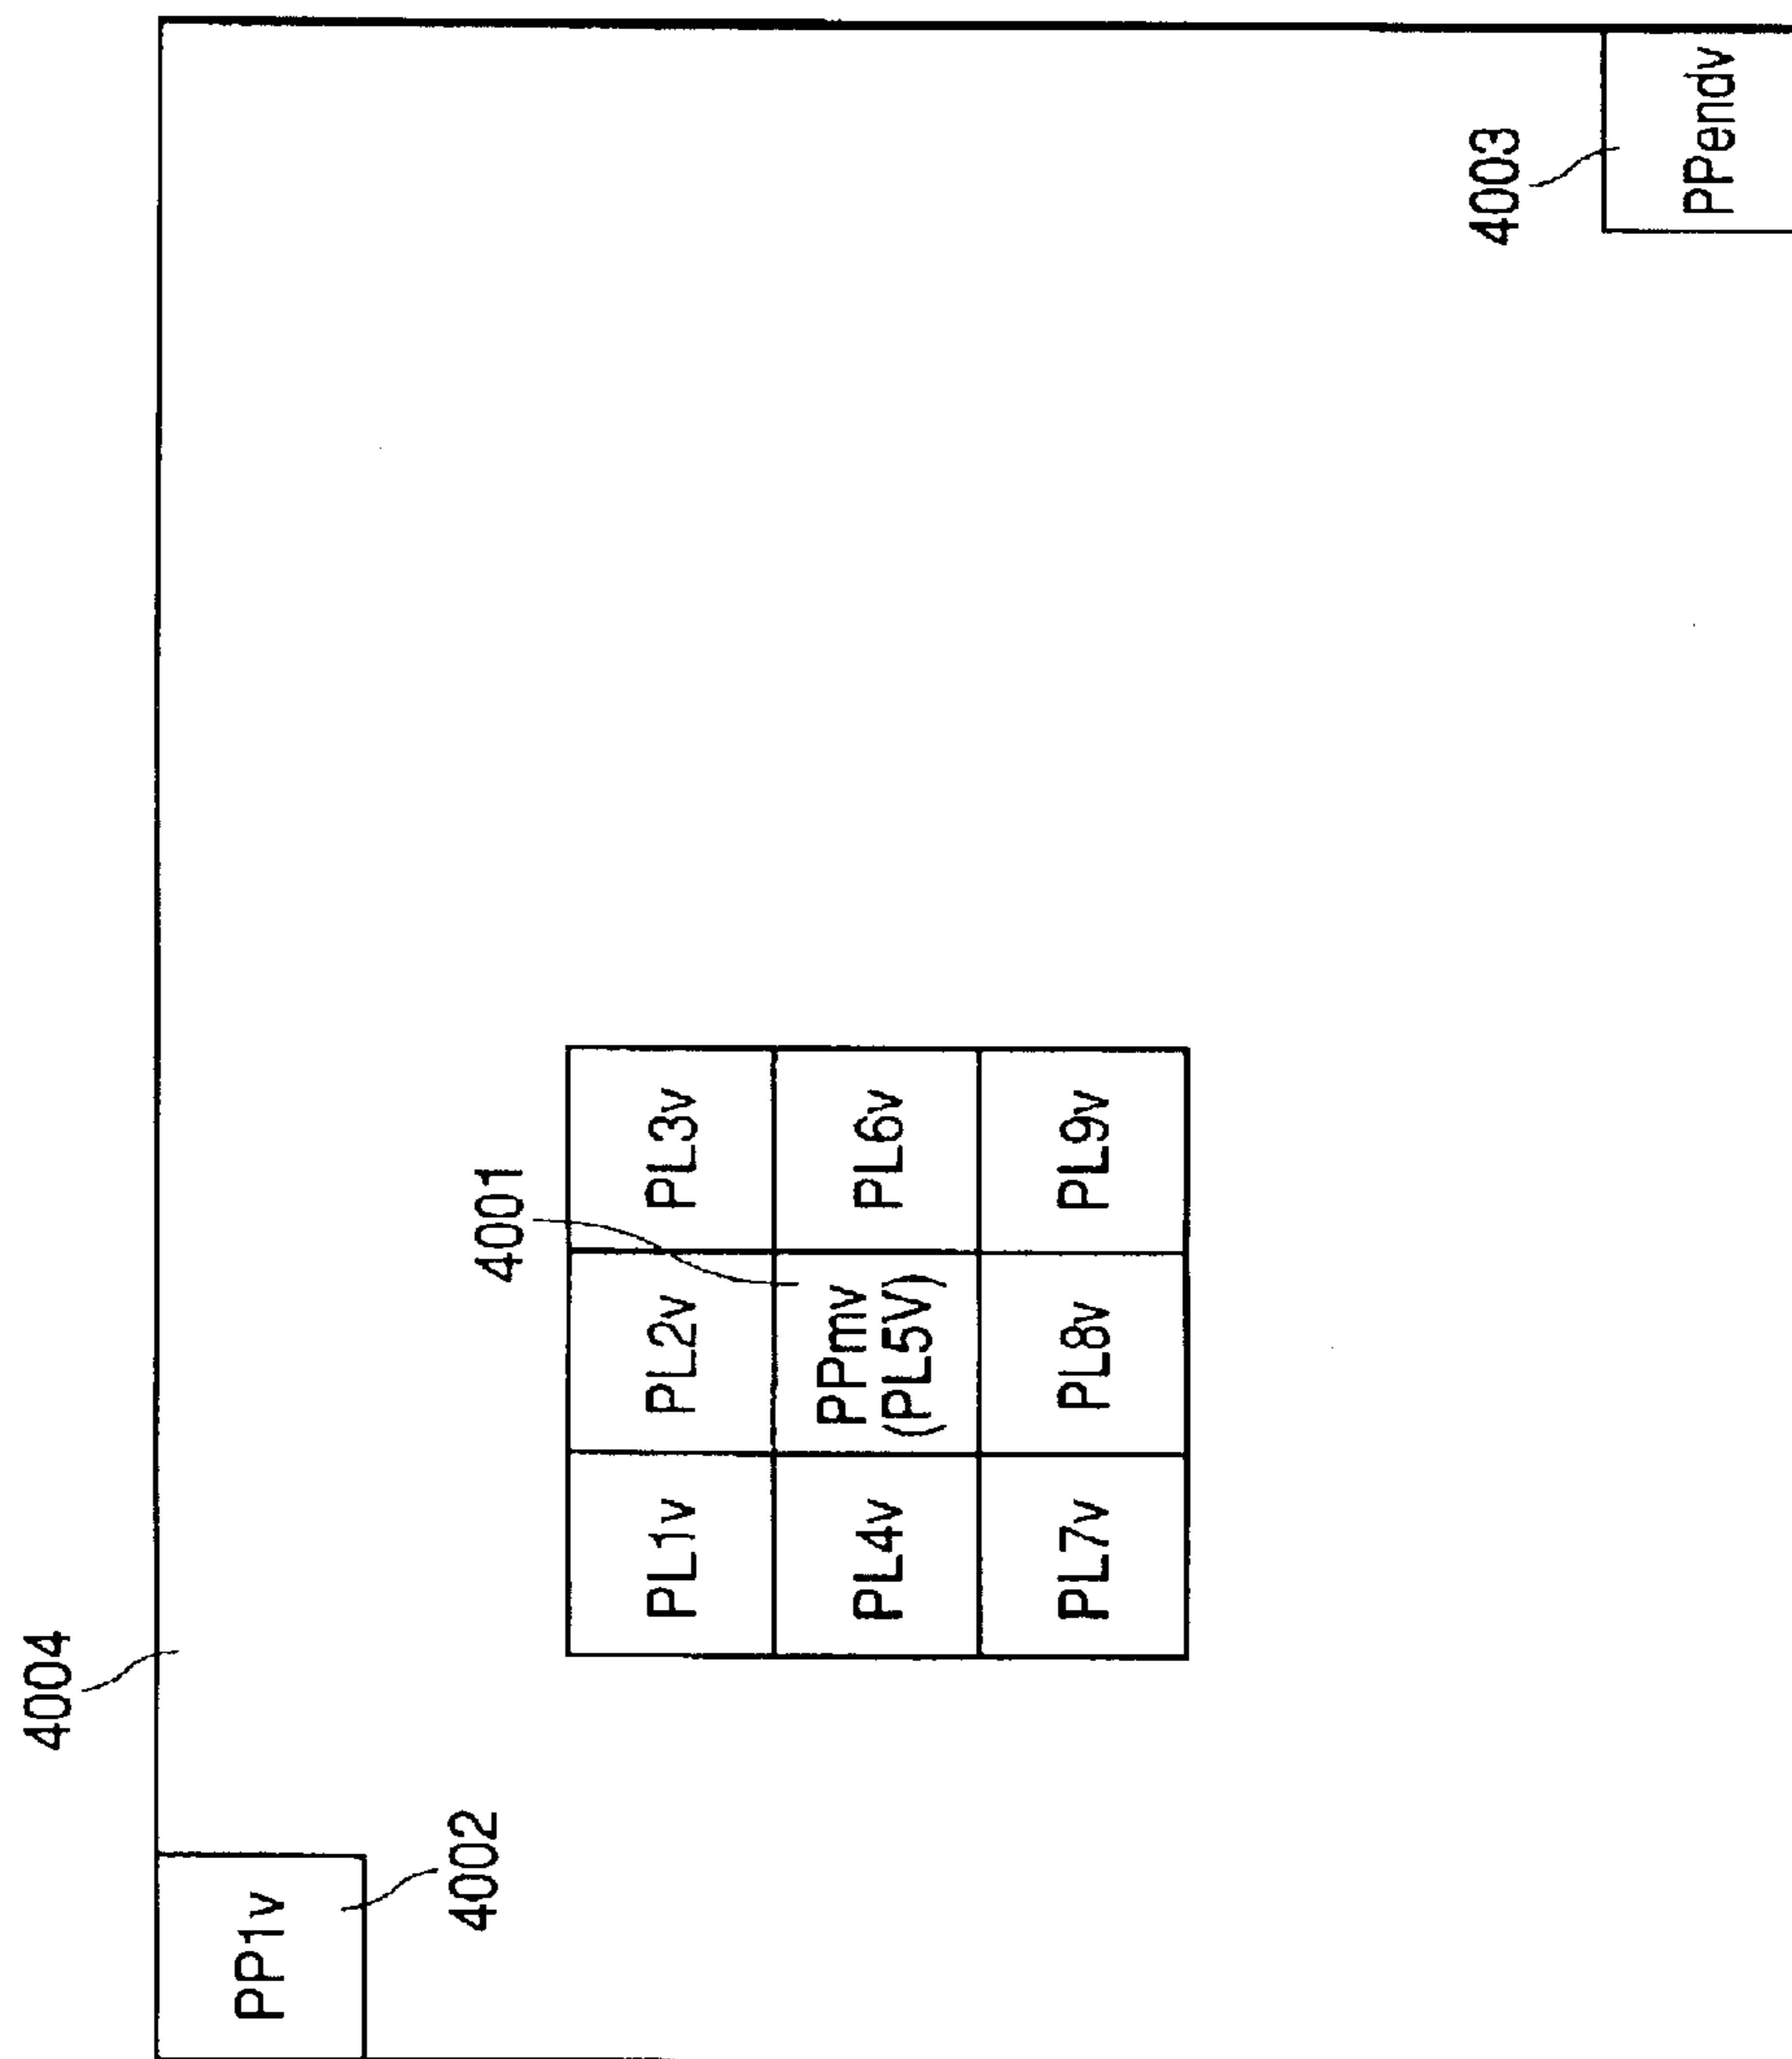 4004
PP1v
4002
4001
PL1v
PL2v
PL3v
PL4v
PPmv
(PL5V)
PL6v
PL7v
PL8v
PL9v
4003
PPendv